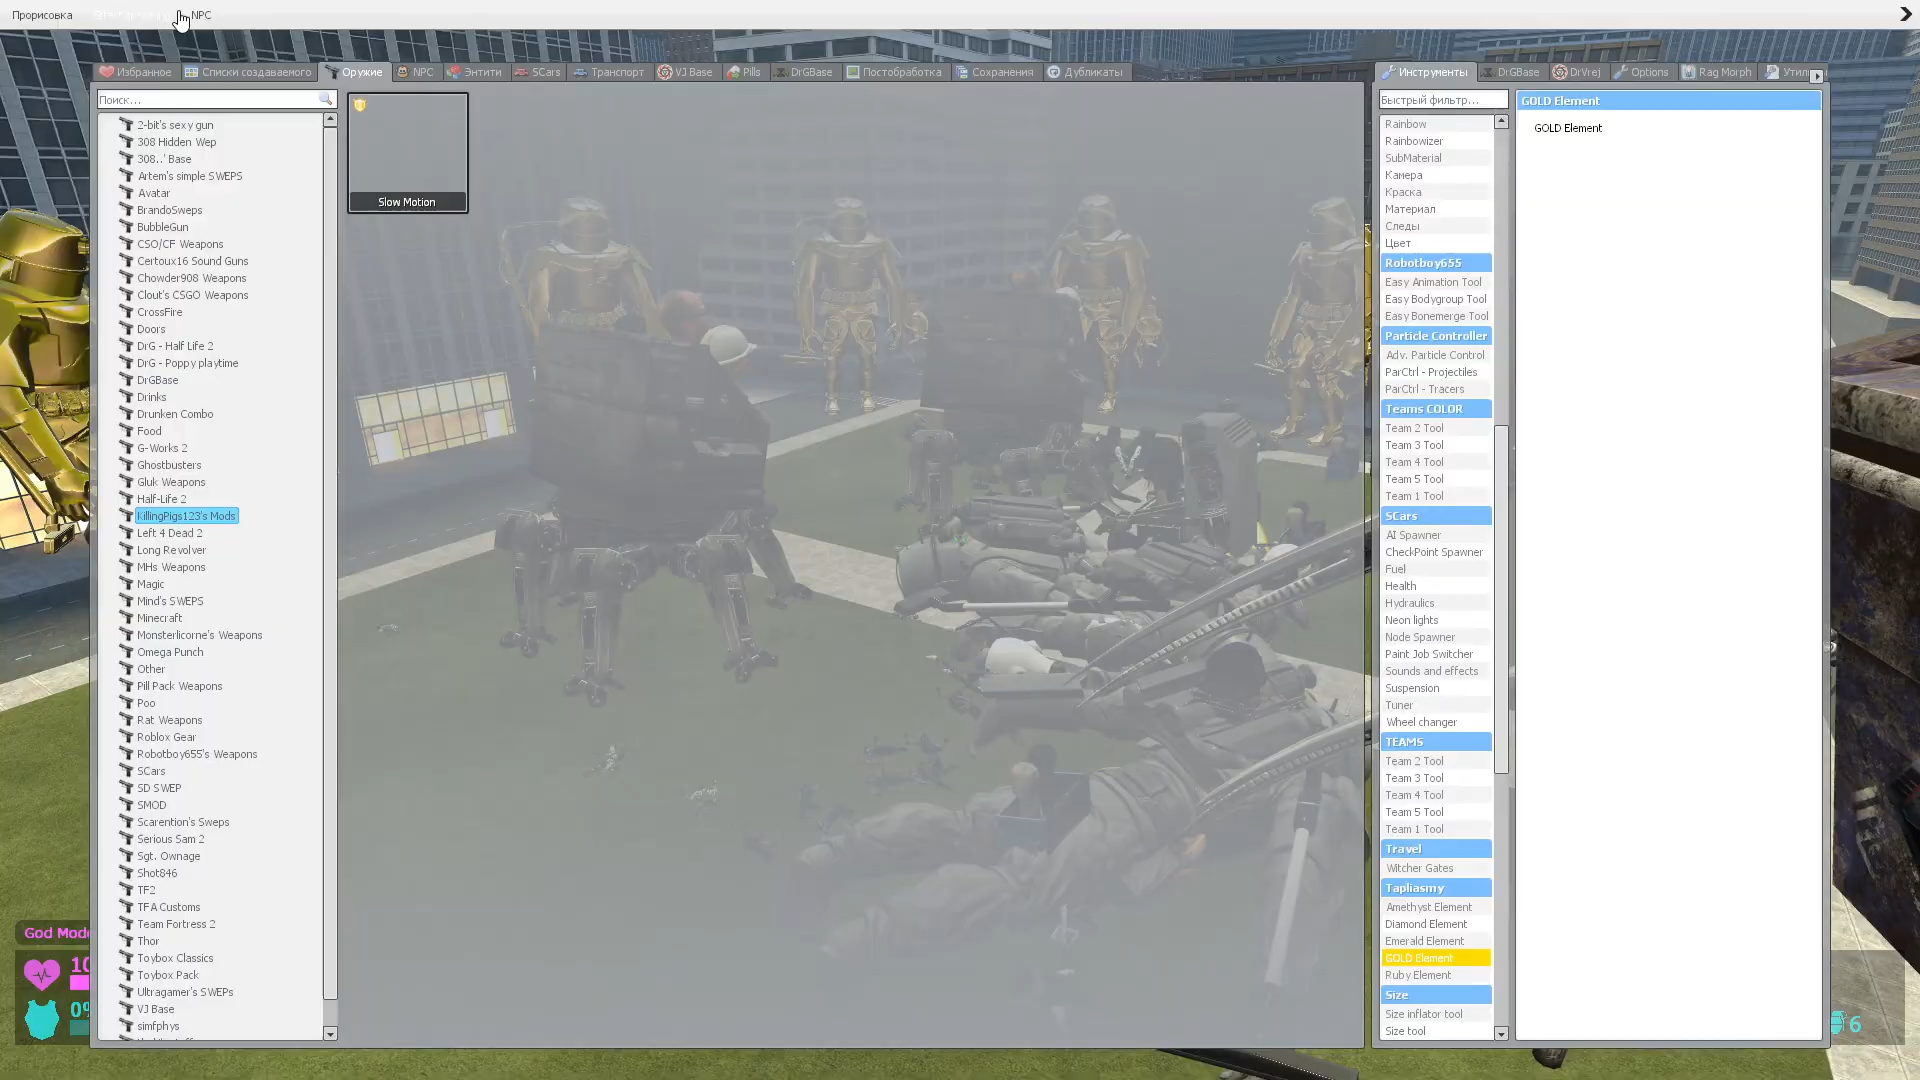 Прорисовка
NPC
Избранное
Списки создаваемого
Оружие
NPC
Энтити
SCars
Транспорт
VJ Base
Pills
DrGBase
Постобработка
Сохранения
Дубликаты
Поиск...
2-bit's sexy gun
308 Hidden Wep
308..' Base
Artem's simple SWEPS
Avatar
BrandoSweps
BubbleGun
CSO/CF Weapons
Certoux16 Sound Guns
Chowder908 Weapons
Clout's CSGO Weapons
CrossFire
Doors
DrG - Half Life 2
DrG - Poppy playtime
DrGBase
Drinks
Drunken Combo
Food
G-Works 2
Ghostbusters
Gluk Weapons
Half-Life 2
KillingPigs123's Mods
Left 4 Dead 2
Long Revolver
MHs Weapons
Magic
Mind's SWEPS
Minecraft
Monsterlicorne's Weapons
Omega Punch
Other
Pill Pack Weapons
Poo
Rat Weapons
Roblox Gear
Robotboy655's Weapons
SCars
SD SWEP
SMOD
Scarention's Sweps
Serious Sam 2
Sgt. Ownage
Shot846
TF2
TFA Customs
Team Fortress 2
Thor
Toybox Classics
Toybox Pack
Ultragamer's SWEPs
VJ Base
simfphys
Slow Motion
Инструменты
DrGBase
DrVrej
Options
Rag Morph
Быстрый фильтр...
Rainbow
Rainbowizer
SubMaterial
Камера
Краска
Материал
Следы
Цвет
Robotboy655
Easy Animation Tool
Easy Bodygroup Tool
Easy Bonemerge Tool
Particle Controller
Adv. Particle Control
ParCtrl - Projectiles
ParCtrl - Tracers
Teams COLOR
Team 2 Tool
Team 3 Tool
Team 4 Tool
Team 5 Tool
Team 1 Tool
SCars
AI Spawner
CheckPoint Spawner
Fuel
Health
Hydraulics
Neon lights
Node Spawner
Paint Job Switcher
Sounds and effects
Suspension
Tuner
Wheel changer
TEAMS
Team 2 Tool
Team 3 Tool
Team 4 Tool
Team 5 Tool
Team 1 Tool
Travel
Witcher Gates
Tapliasmy
Amethyst Element
Diamond Element
Emerald Element
GOLD Element
Ruby Element
Size
Size inflator tool
Size tool
GOLD Element
GOLD Element
God Mode
10
0%
6